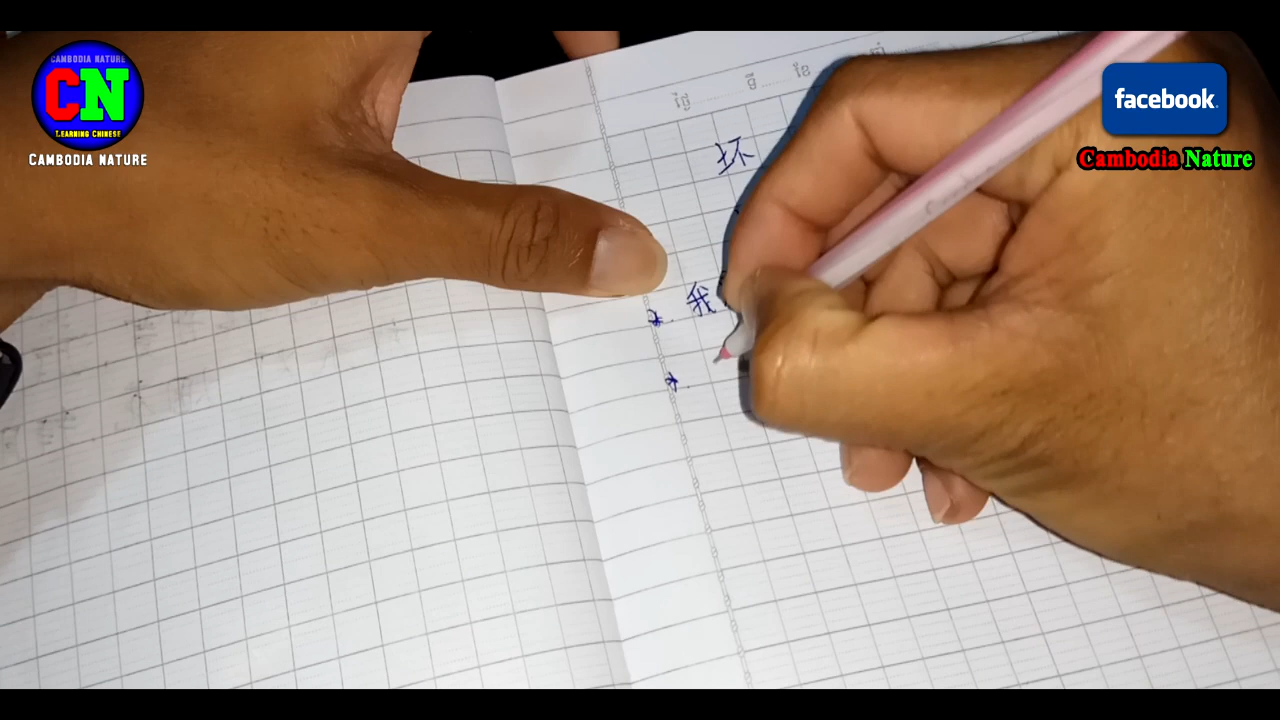 CAMBODIA NATURE
CN
LEARNING CHINESE
CAMBODIA NATURE
facebook
Cambodia Nature
坏
我